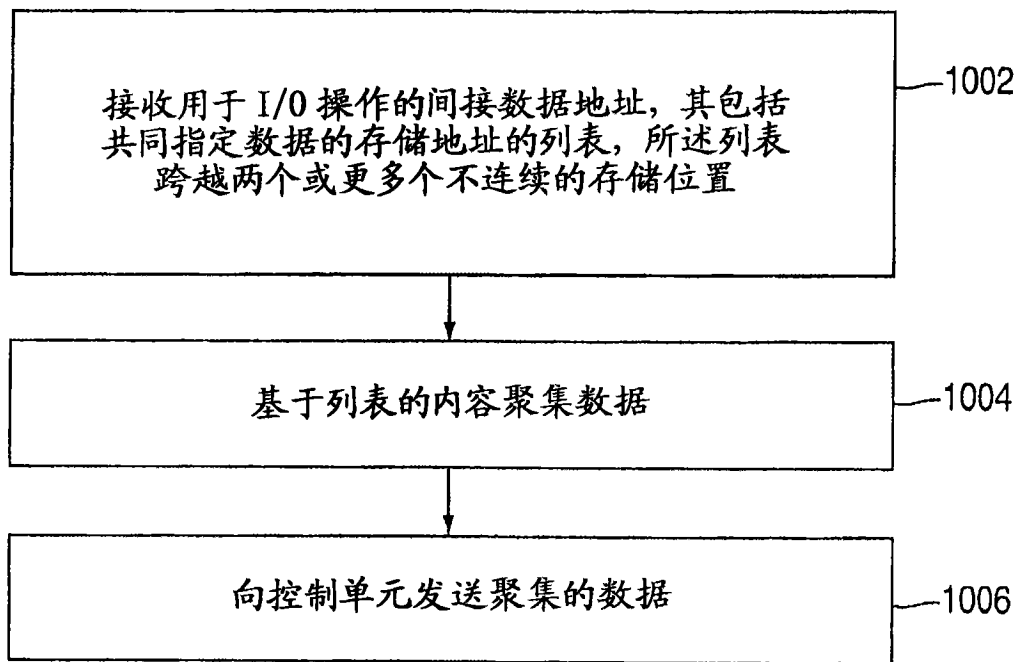 接收用于 I/O 操作的间接数据地址，其包括
共同指定数据的存储地址的列表，所述列表
跨越两个或更多个不连续的存储位置
1002
基于列表的内容聚集数据
1004
向控制单元发送聚集的数据
1006